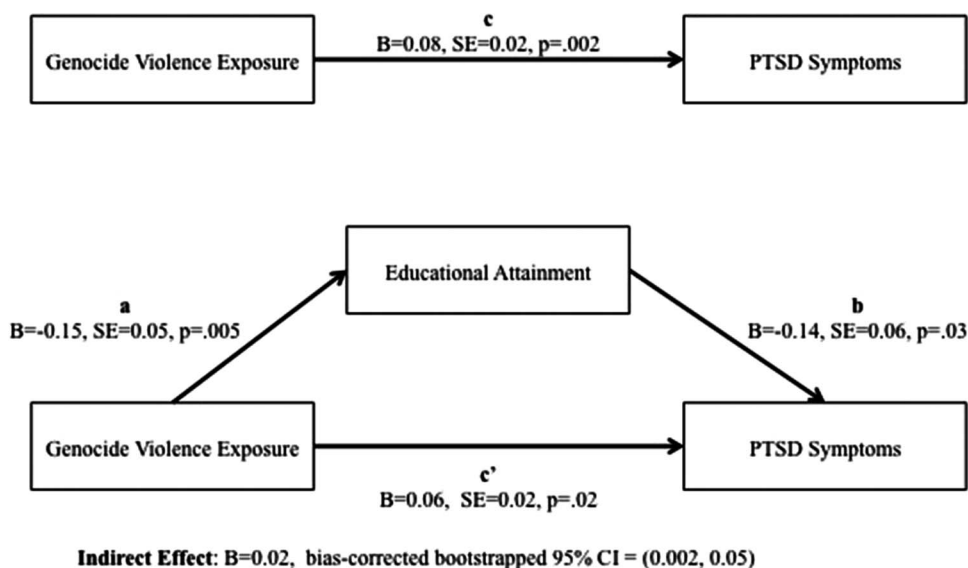 c
B=0.08, SE=0.02, p=.002
Genocide Violence Exposure
PTSD Symptoms
Educational Attainment
a
B=-0.15, SE=0.05, p=.005
b
B=-0.14, SE=0.06, p=.03
Genocide Violence Exposure
PTSD Symptoms
c’
B=0.06, SE=0.02, p=.02
Indirect Effect: B=0.02, bias-corrected bootstrapped 95% CI = (0.002, 0.05)